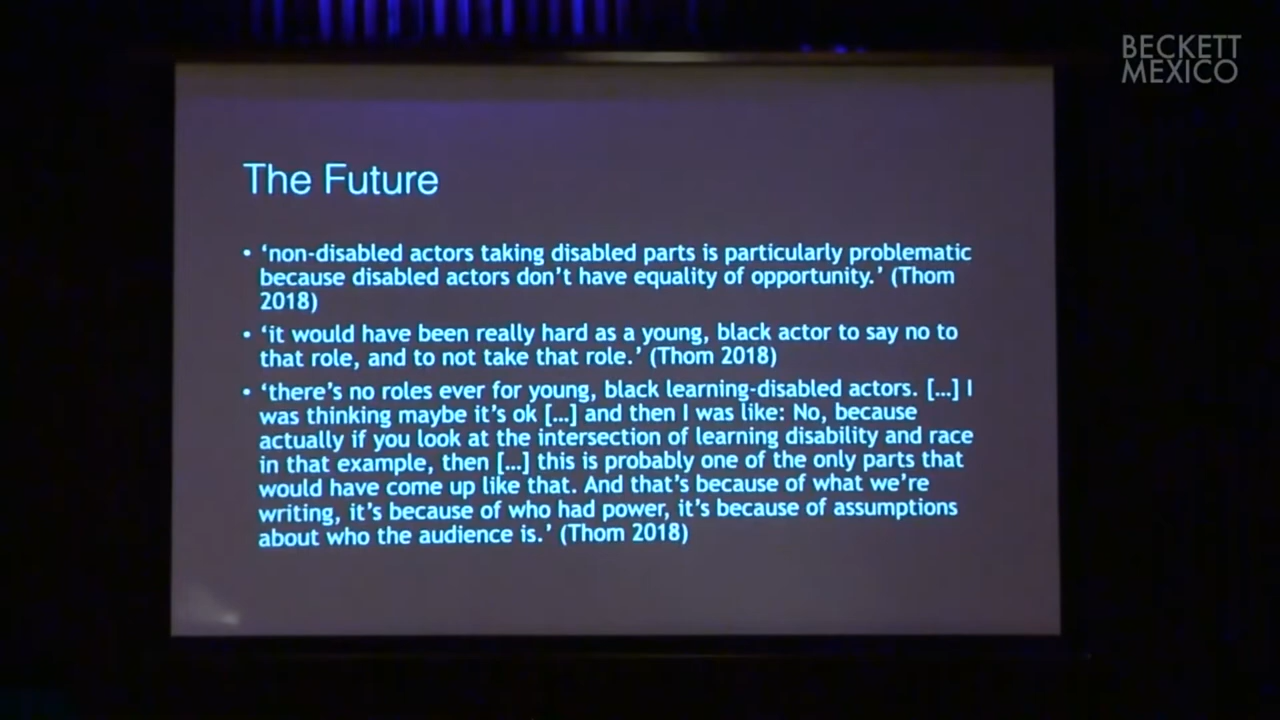 BECKETT
MEXICO
The Future
• ‘non-disabled actors taking disabled parts is particularly problematic
because disabled actors don’t have equality of opportunity.’ (Thom
2018)
• ‘it would have been really hard as a young, black actor to say no to
that role, and to not take that role.’ (Thom 2018)
• ‘there’s no roles ever for young, black learning-disabled actors. […] I
was thinking maybe it’s ok […] and then I was like: No, because
actually if you look at the intersection of learning disability and race
in that example, then […] this is probably one of the only parts that
would have come up like that. And that’s because of what we’re
writing, it’s because of who had power, it’s because of assumptions
about who the audience is.’ (Thom 2018)